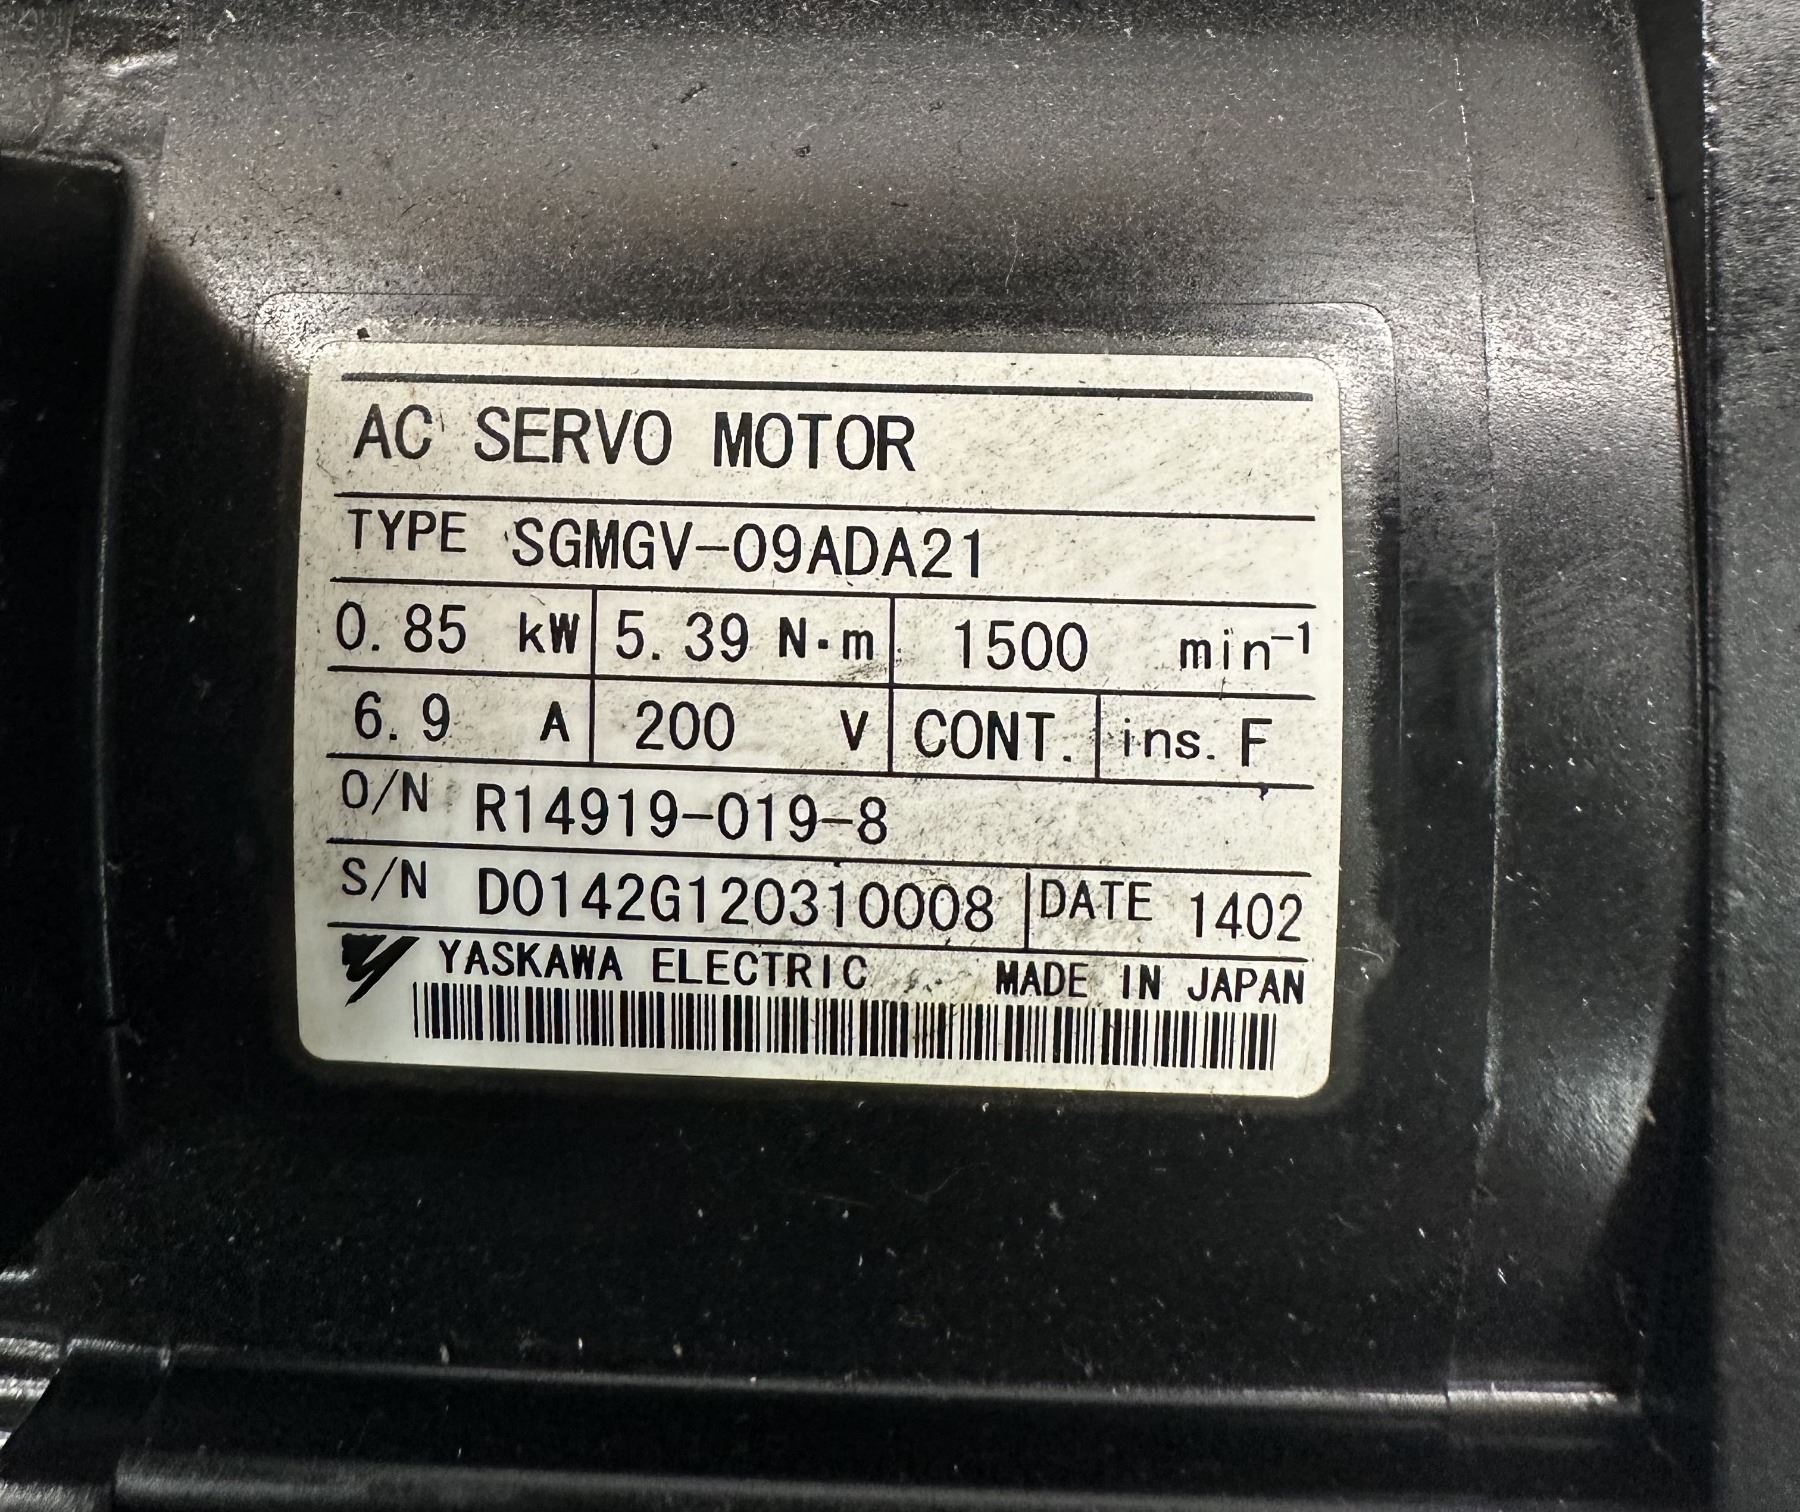 AC SERVO MOTOR
TYPE SGMGV-09ADA21
0.85 kW 5.39 N·m 1500 min⁻¹
6.9 A 200 V CONT. ins. F
O/N R14919-019-8
S/N D0142G120310008 DATE 1402
YASKAWA ELECTRIC MADE IN JAPAN